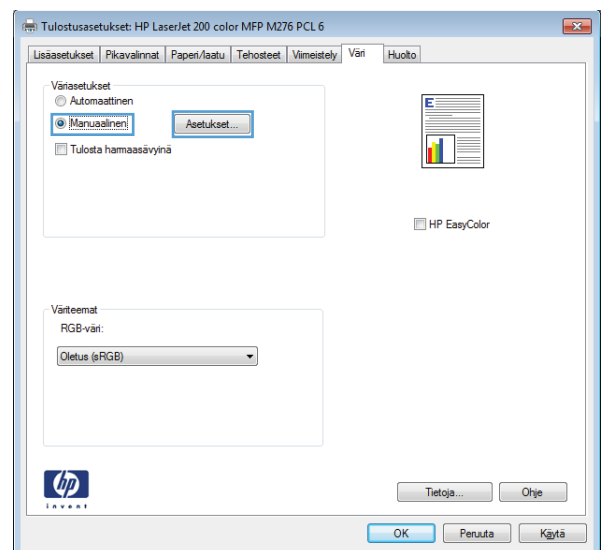 Tulostusasetukset: HP LaserJet 200 color MFP M276 PCL 6
Lisäasetukset Pikavalinnat Paperi/laatu Tehosteet Viimeistely Väri Huolto
Väriasetukset
Automaattinen
Manuaalinen Asetukset...
Tulosta harmaasävyinä
E
HP EasyColor
Väriteemat
RGB-väri:
Oletus (sRGB)
hp
invent
Tietoja... Ohje
OK Peruuta Käytä